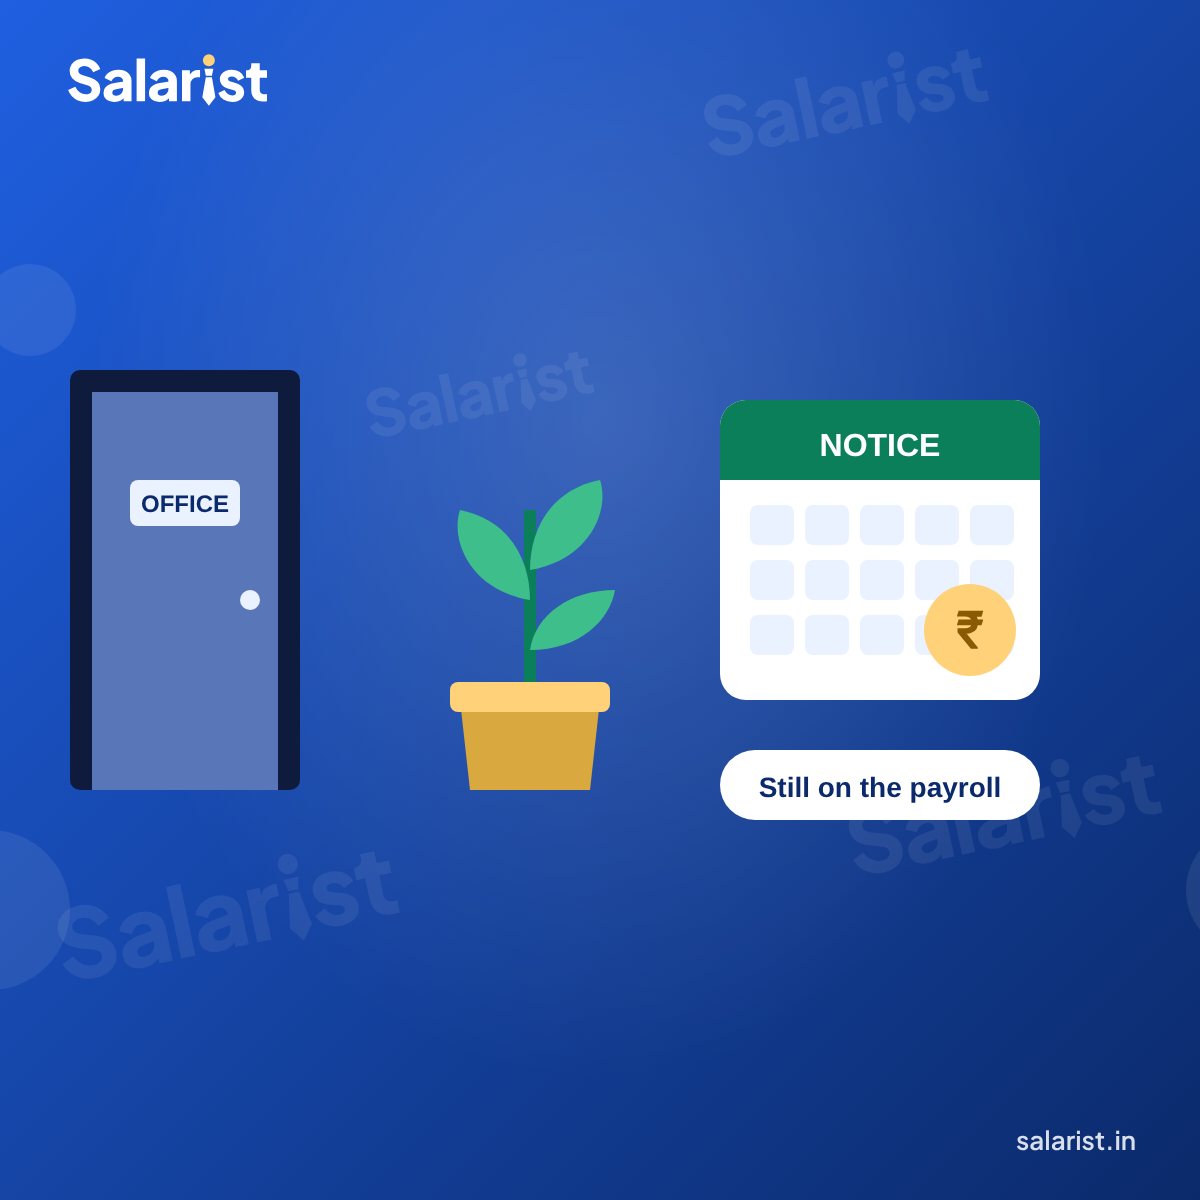 Salarist
Salarist
Salarist
OFFICE
NOTICE
₹
Still on the payroll
Salarist
Salarist
salarist.in